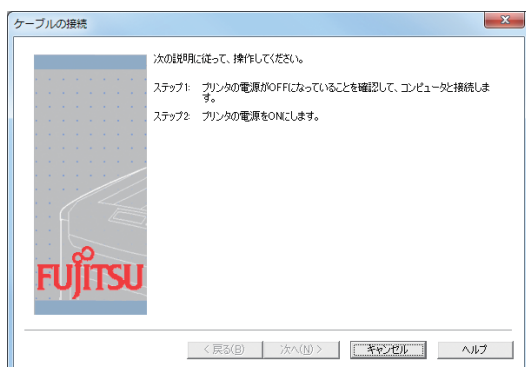 ケーブルの接続
次の説明に従って、操作してください。
ステップ1: プリンタの電源がOFFになっていることを確認して、コンピュータと接続しま
す。
ステップ2: プリンタの電源をONにします。
FUJITSU
< 戻る(B) 次へ(N) > キャンセル ヘルプ